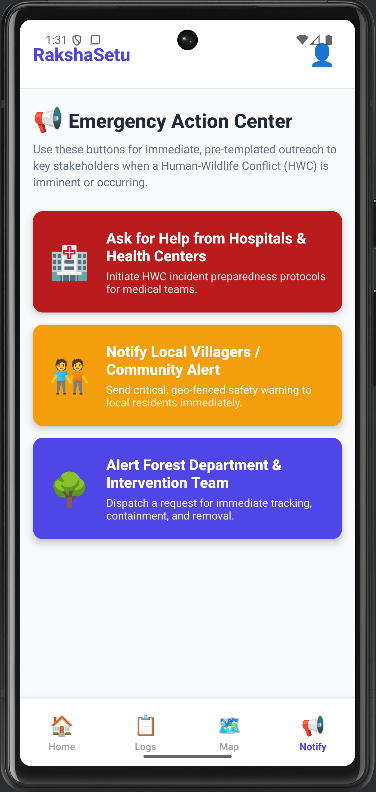 1:31
RakshaSetu
Emergency Action Center
Use these buttons for immediate, pre-templated outreach to
key stakeholders when a Human-Wildlife Conflict (HWC) is
imminent or occurring.
Ask for Help from Hospitals &
Health Centers
Initiate HWC incident preparedness protocols
for medical teams.
Notify Local Villagers /
Community Alert
Send critical, geo-fenced safety warning to
local residents immediately.
Alert Forest Department &
Intervention Team
Dispatch a request for immediate tracking,
containment, and removal.
Home Logs Map Notify